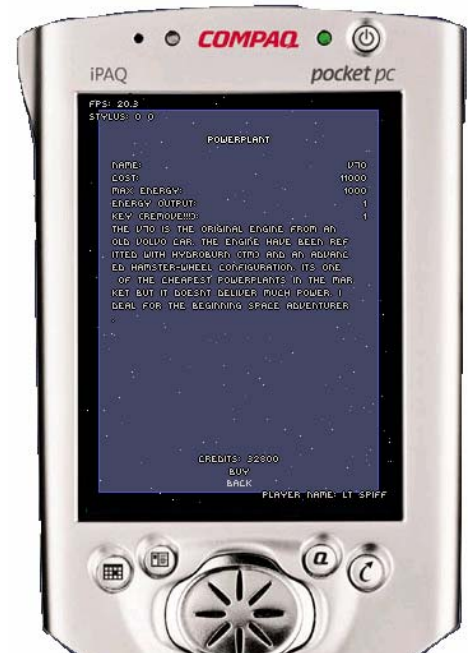 COMPAQ
iPAQ pocket pc
FPS: 20.3
STYLUS: 0 0
POWERPLANT
NAME: V70
COST: 11000
MAX ENERGY: 1000
ENERGY OUTPUT: 1
KEY (REMOVE!!!): 1
THE V70 IS THE ORIGINAL ENGINE FROM AN
OLD VOLVO CAR. THE ENGINE HAVE BEEN REF
ITTED WITH HYDROBURN (TM) AND AN ADVANC
ED HAMSTER-WHEEL CONFIGURATION. ITS ONE
OF THE CHEAPEST POWERPLANTS IN THE MAR
KET BUT IT DOESNT DELIVER MUCH POWER. I
DEAL FOR THE BEGINNING SPACE ADVENTURER
.
CREDITS: 32800
BUY
BACK
PLAYER NAME: LT SPIFF
a